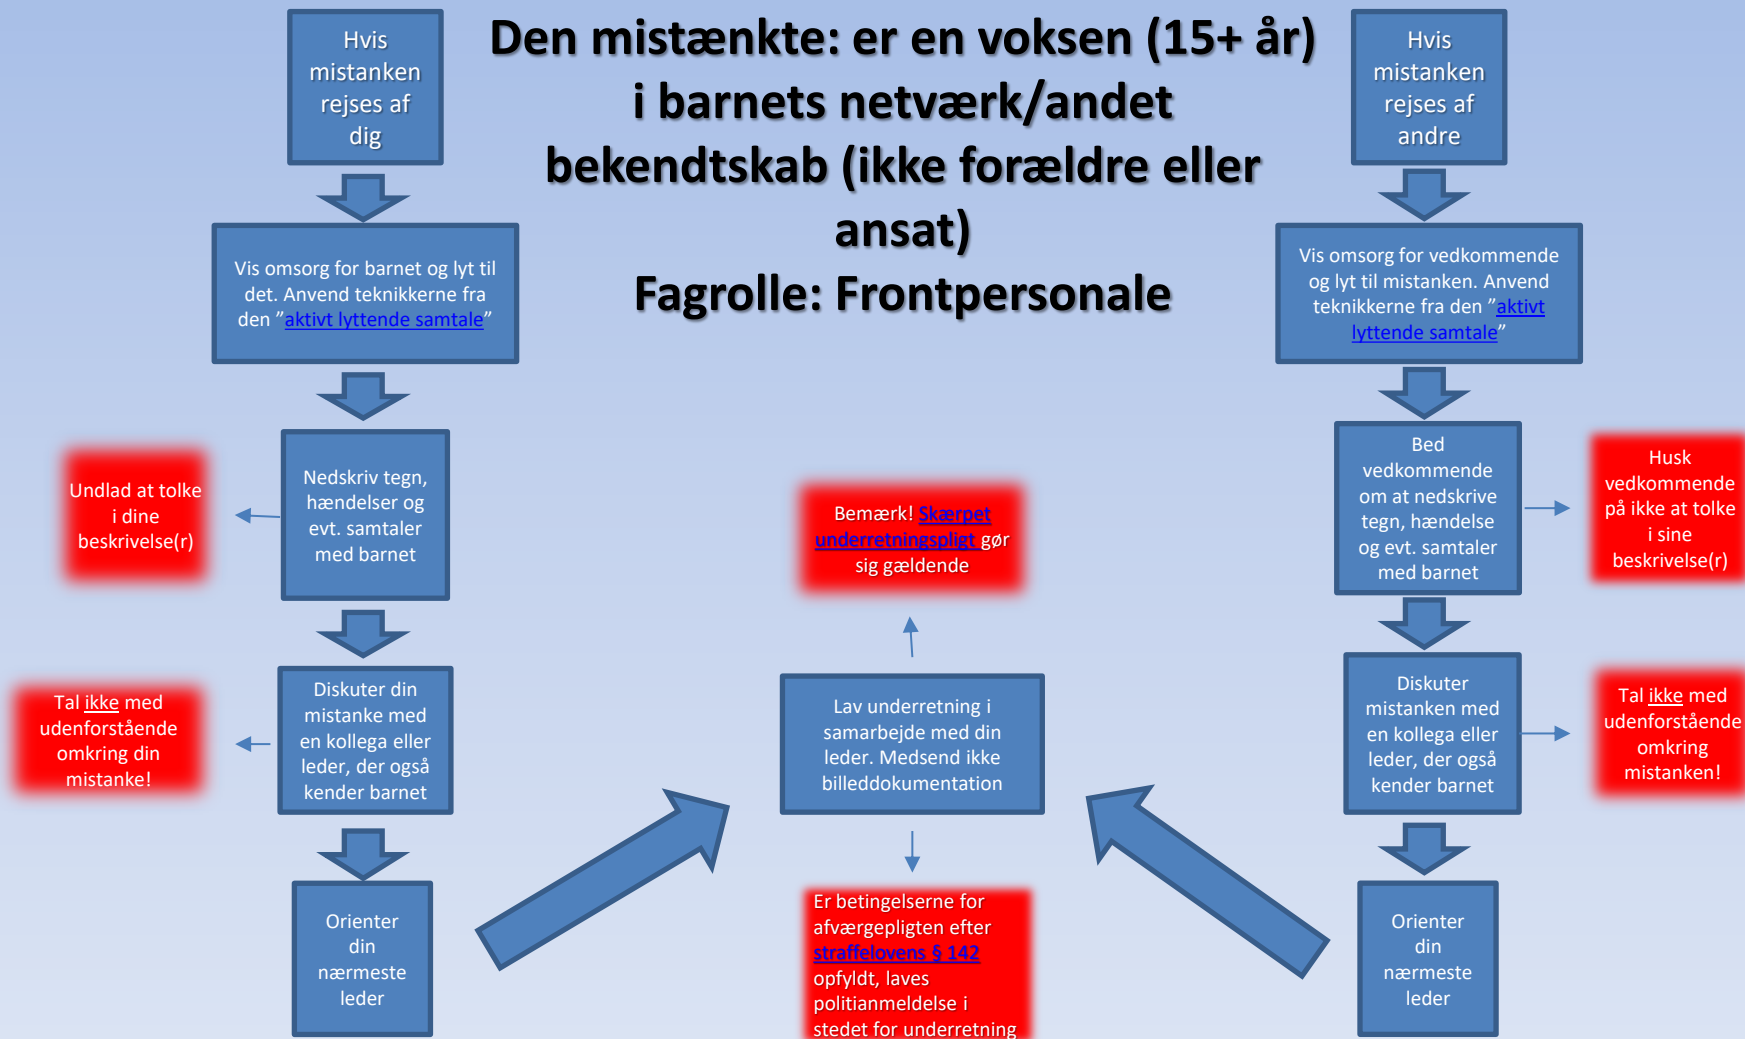 Den mistænkte: er en voksen (15+ år)
i barnets netværk/andet
bekendtskab (ikke forældre eller
ansat)
Fagrolle: Frontpersonale
Hvis
mistanken
rejses af
dig
Vis omsorg for barnet og lyt til
det. Anvend teknikkerne fra
den ”aktivt lyttende samtale”
Nedskriv tegn,
hændelser og
evt. samtaler
med barnet
Undlad at tolke
i dine
beskrivelse(r)
Diskuter din
mistanke med
en kollega eller
leder, der også
kender barnet
Tal ikke med
udenforstående
omkring din
mistanke!
Orienter
din
nærmeste
leder
Bemærk! Skærpet
underretningspligt gør
sig gældende
Lav underretning i
samarbejde med din
leder. Medsend ikke
billeddokumentation
Er betingelserne for
afværgepligten efter
straffelovens § 142
opfyldt, laves
politianmeldelse i
stedet for underretning
Hvis
mistanken
rejses af
andre
Vis omsorg for vedkommende
og lyt til mistanken. Anvend
teknikkerne fra den ”aktivt
lyttende samtale”
Bed
vedkommende
om at nedskrive
tegn, hændelse
og evt. samtaler
med barnet
Husk
vedkommende
på ikke at tolke
i sine
beskrivelse(r)
Diskuter
mistanken med
en kollega eller
leder, der også
kender barnet
Tal ikke med
udenforstående
omkring
mistanken!
Orienter
din
nærmeste
leder